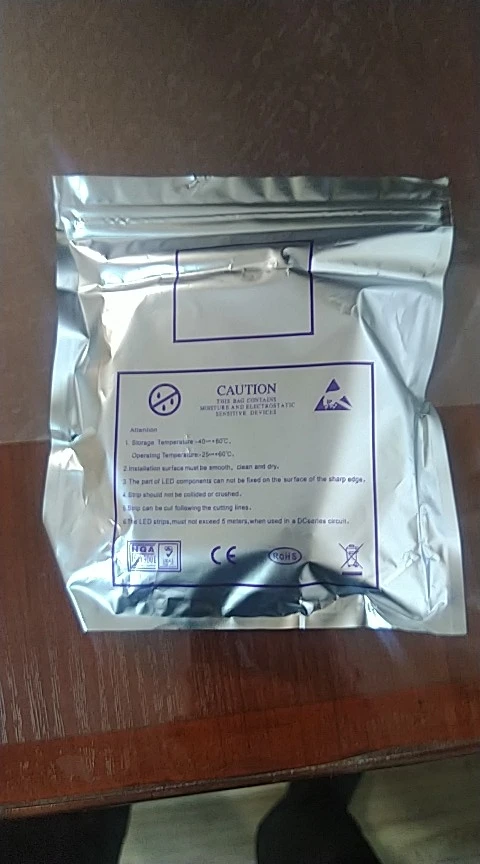 CAUTION
THIS BAG CONTAINS
MOISTURE AND ELECTROSTATIC
SENSITIVE DEVICES
Attention
1. Storage Temperature:-40~+80℃.
Operating Temperature:-25~+60℃.
2.Installation surface must be smooth, clean and dry.
3.The part of LED components can not be fixed on the surface of the sharp edge.
4.Strip should not be collided or crushed.
5.Strip can be cut following the cutting lines.
6.The LED strips,must not exceed 5 meters,when used in a DCseries circuit.
NQA
CE
RoHS